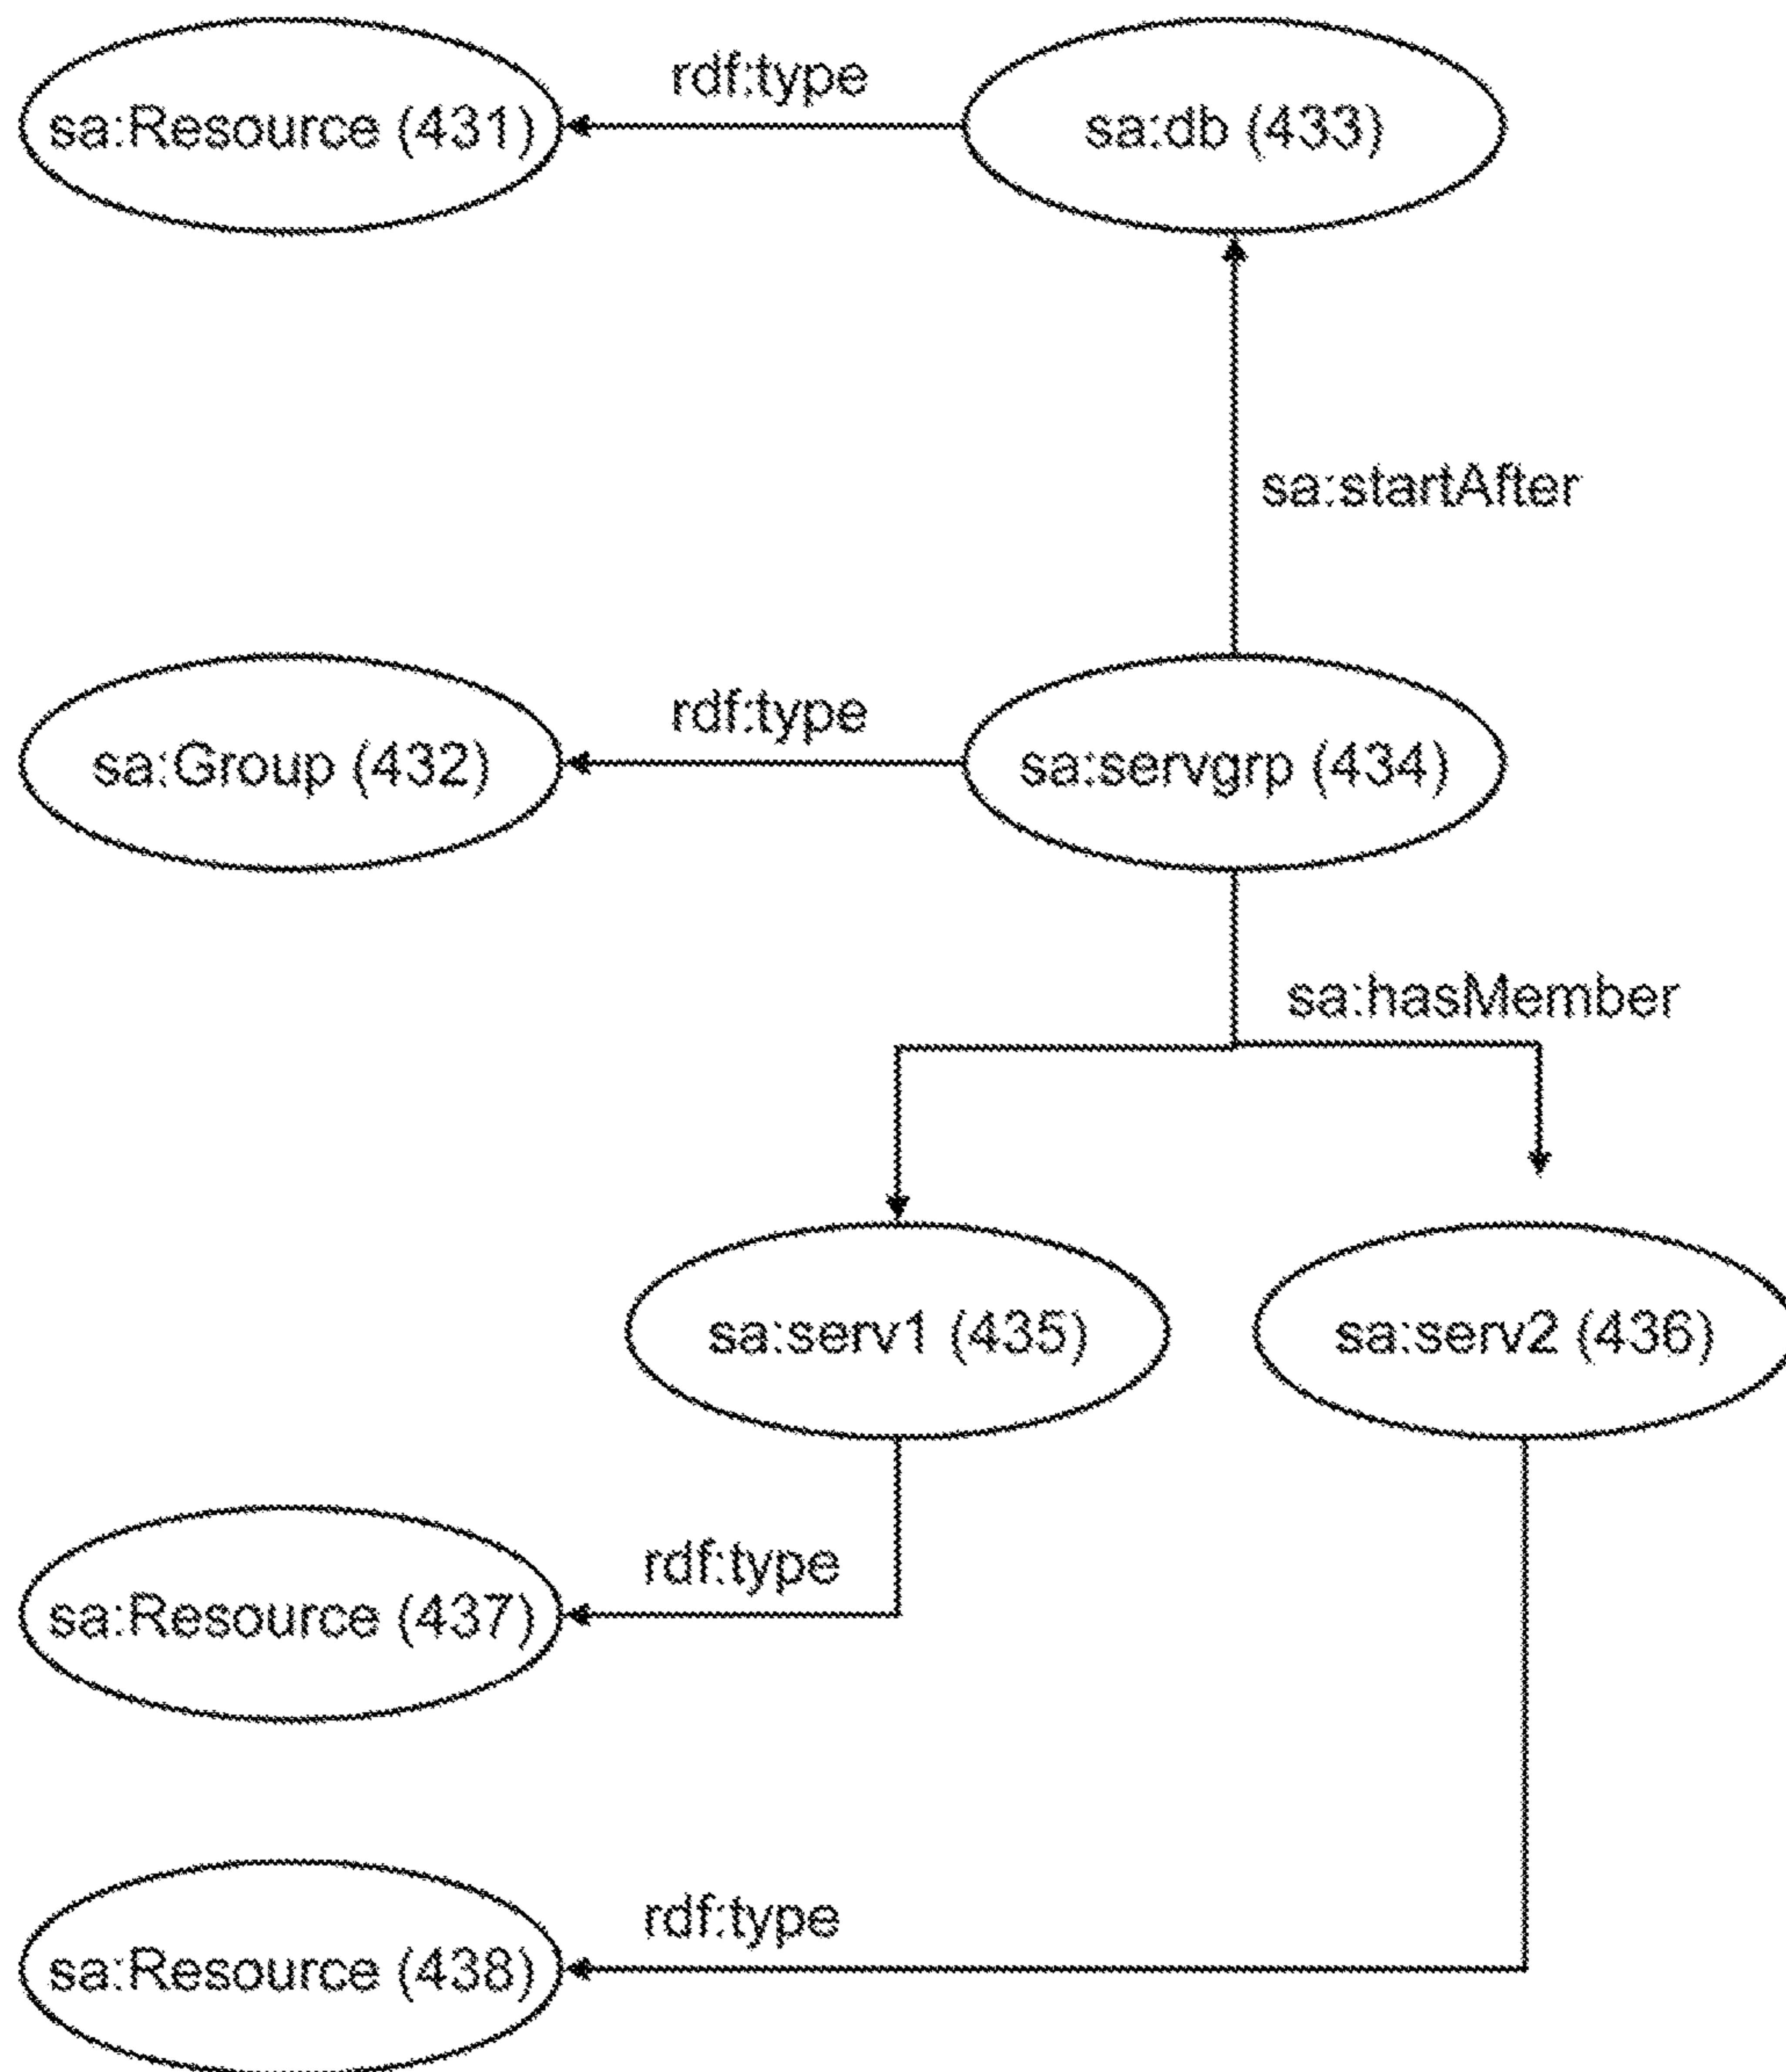 rdf:type
sa:Resource (431)
sa:db (433)
sa:startAfter
rdf:type
sa:Group (432)
sa:servgrp (434)
sa:hasMember
sa:serv1 (435)
sa:serv2 (436)
rdf:type
sa:Resource (437)
rdf:type
sa:Resource (438)